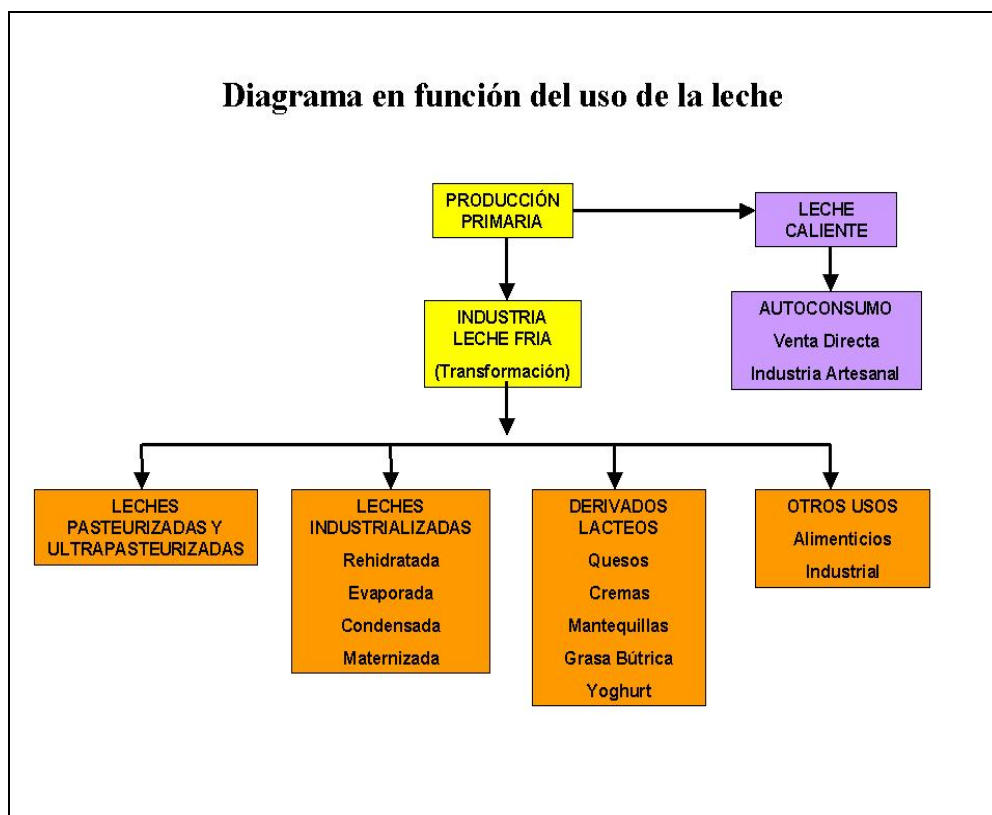 Diagrama en función del uso de la leche
PRODUCCIÓN
PRIMARIA
LECHE
CALIENTE
INDUSTRIA
LECHE FRIA
(Transformación)
AUTOCONSUMO
Venta Directa
Industria Artesanal
LECHES
PASTEURIZADAS Y
ULTRAPASTEURIZADAS
LECHES
INDUSTRIALIZADAS
Rehidratada
Evaporada
Condensada
Maternizada
DERIVADOS
LACTEOS
Quesos
Cremas
Mantequillas
Grasa Bútrica
Yoghurt
OTROS USOS
Alimenticios
Industrial